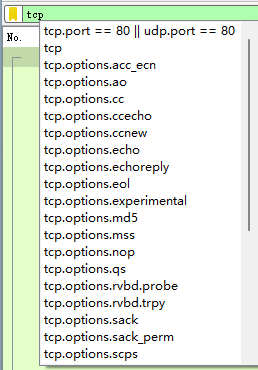 tcp
No.
tcp.port == 80 || udp.port == 80
tcp
tcp.options.acc_ecn
tcp.options.ao
tcp.options.cc
tcp.options.ccecho
tcp.options.ccnew
tcp.options.echo
tcp.options.echoreply
tcp.options.eol
tcp.options.experimental
tcp.options.md5
tcp.options.mss
tcp.options.nop
tcp.options.qs
tcp.options.rvbd.probe
tcp.options.rvbd.trpy
tcp.options.sack
tcp.options.sack_perm
tcp.options.scps